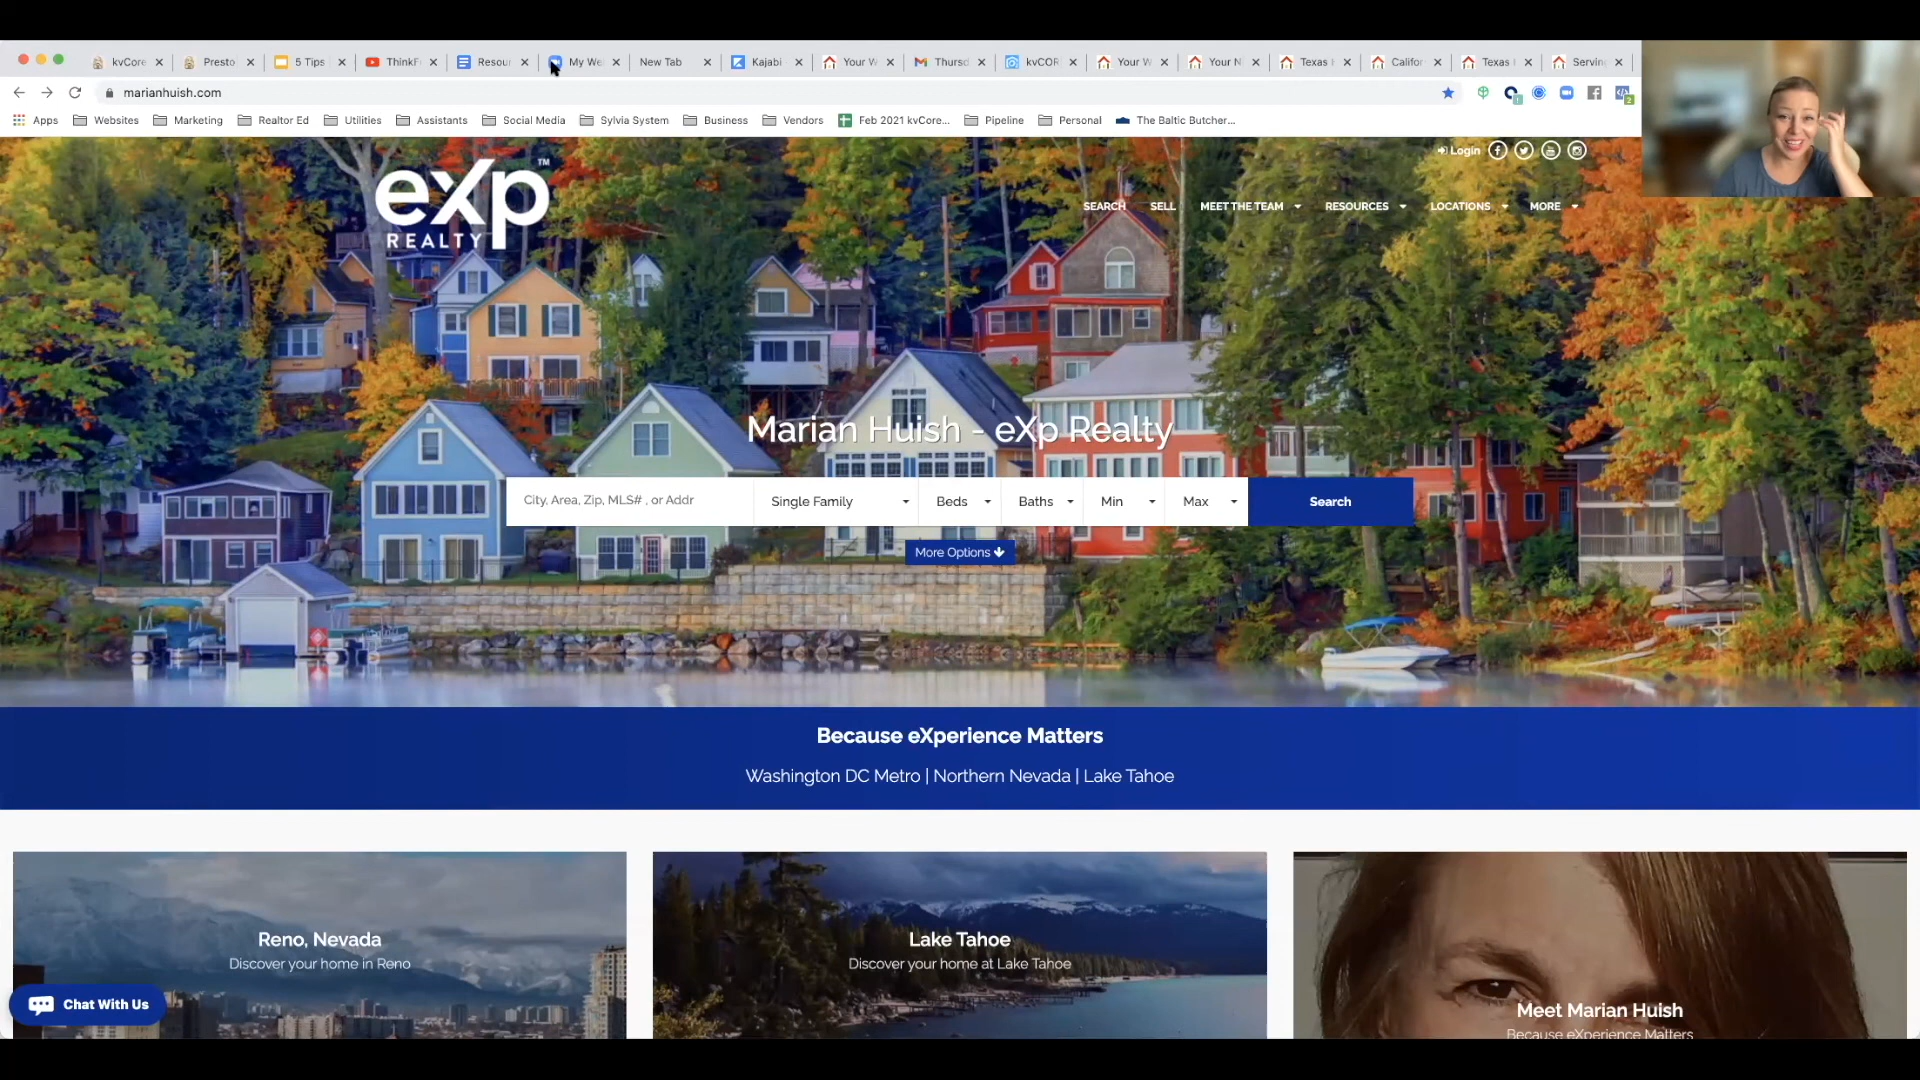 kvCore
Presto
5 Tips
ThinkF
Resour
My We
New Tab
Kajabi
Your W
Thursd
kvCOR
Your W
Your N
Texas H
Califor
Texas
Serving
marianhuish.com
Apps
Websites
Marketing
Realtor Ed
Utilities
Assistants
Social Media
Sylvia System
Business
Vendors
Feb 2021 kvCore...
Pipeline
Personal
The Baltic Butcher...
eXp™
REALTY
Login
SEARCH
SELL
MEET THE TEAM
RESOURCES
LOCATIONS
MORE
Marian Huish - eXp Realty
City, Area, Zip, MLS# , or Addr
Single Family
Beds
Baths
Min
Max
Search
More Options
Because eXperience Matters
Washington DC Metro | Northern Nevada | Lake Tahoe
Reno, Nevada
Discover your home in Reno
Lake Tahoe
Discover your home at Lake Tahoe
Meet Marian Huish
Because eXperience Matters
Chat With Us